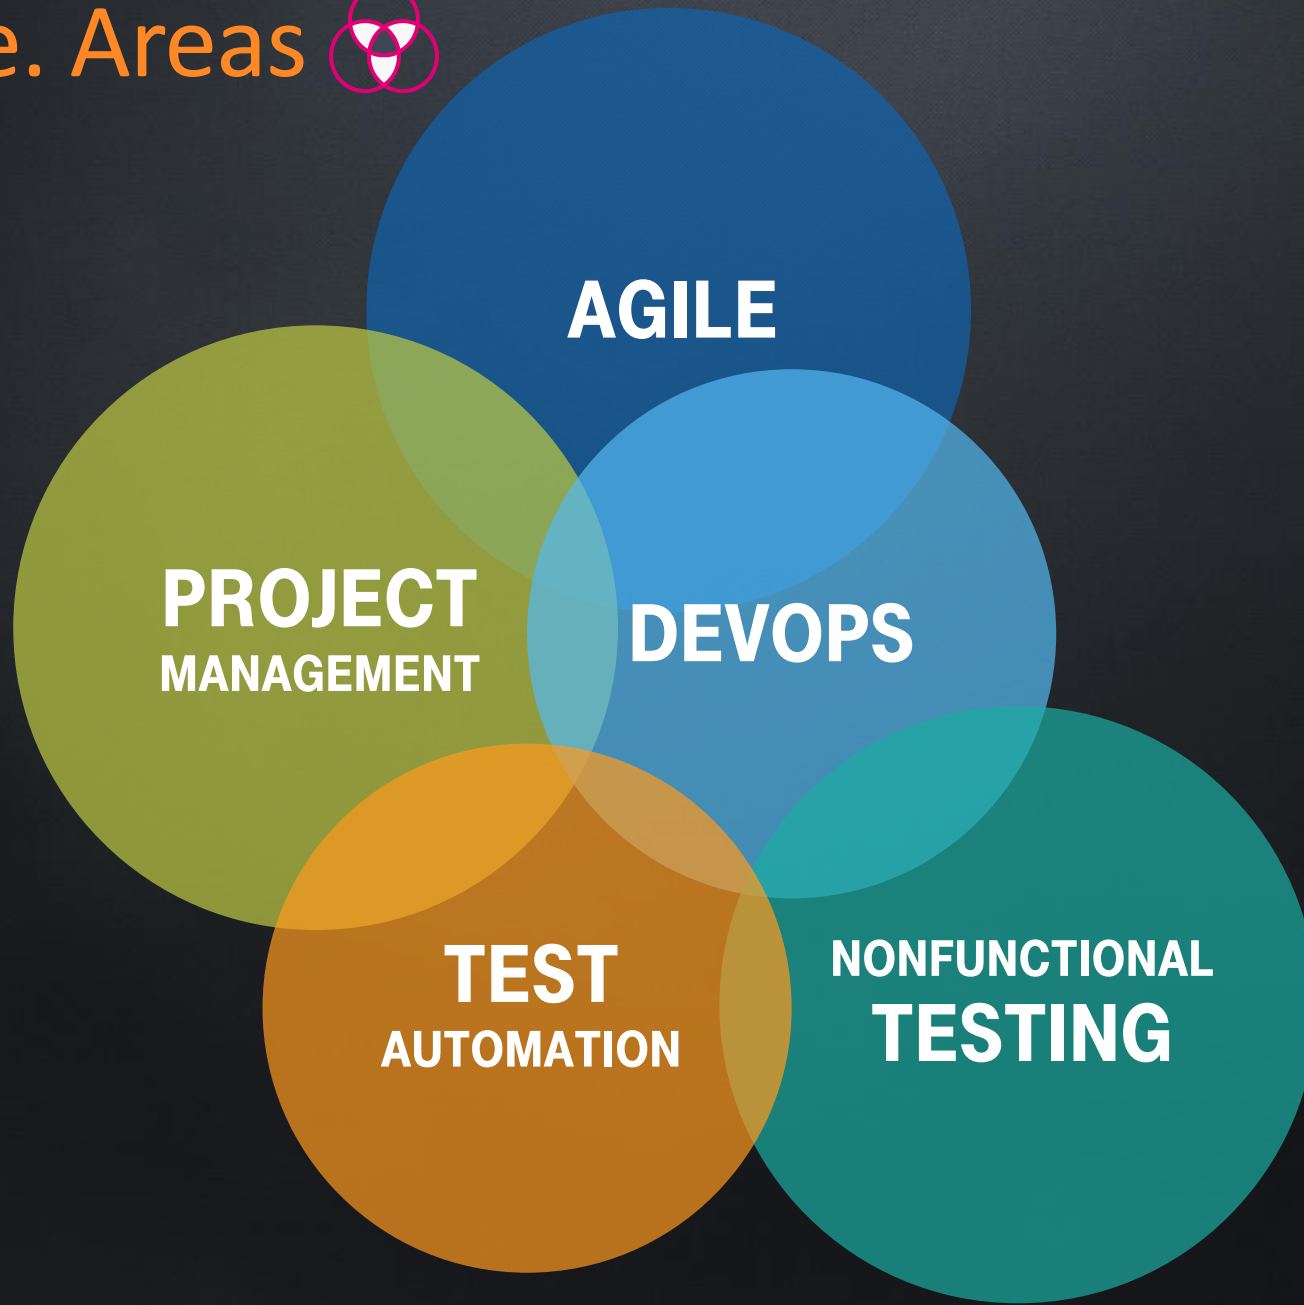 e. Areas
AGILE
PROJECT
MANAGEMENT
DEVOPS
TEST
AUTOMATION
NONFUNCTIONAL
TESTING